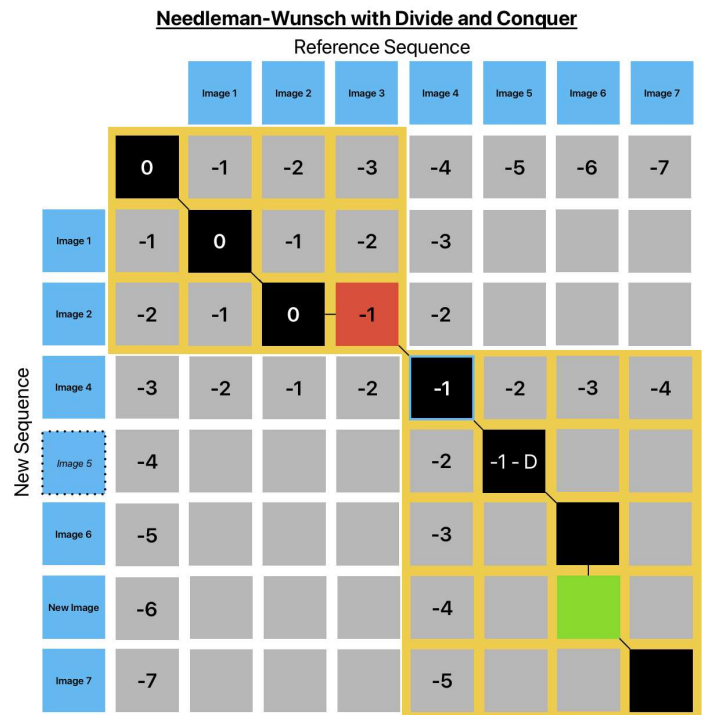 Needleman-Wunsch with Divide and Conquer
Reference Sequence
Image 1 Image 2 Image 3 Image 4 Image 5 Image 6 Image 7
0 -1 -2 -3 -4 -5 -6 -7
Image 1 -1 0 -1 -2 -3
Image 2 -2 -1 0 -1 -2
New Sequence
Image 4 -3 -2 -1 -2 -1 -2 -3 -4
Image 5 -4 -2 -1 - D
Image 6 -5 -3
New Image -6 -4
Image 7 -7 -5